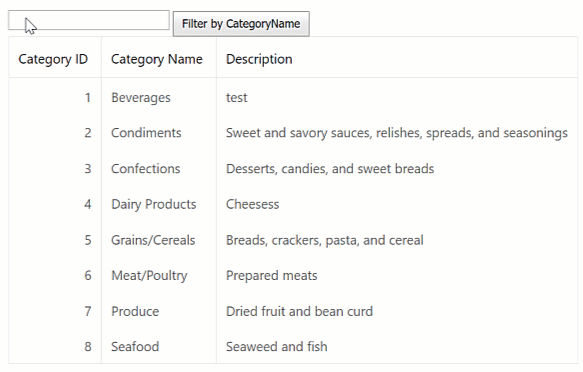 Filter by CategoryName
Category ID Category Name Description
1 Beverages test
2 Condiments Sweet and savory sauces, relishes, spreads, and seasonings
3 Confections Desserts, candies, and sweet breads
4 Dairy Products Cheesess
5 Grains/Cereals Breads, crackers, pasta, and cereal
6 Meat/Poultry Prepared meats
7 Produce Dried fruit and bean curd
8 Seafood Seaweed and fish